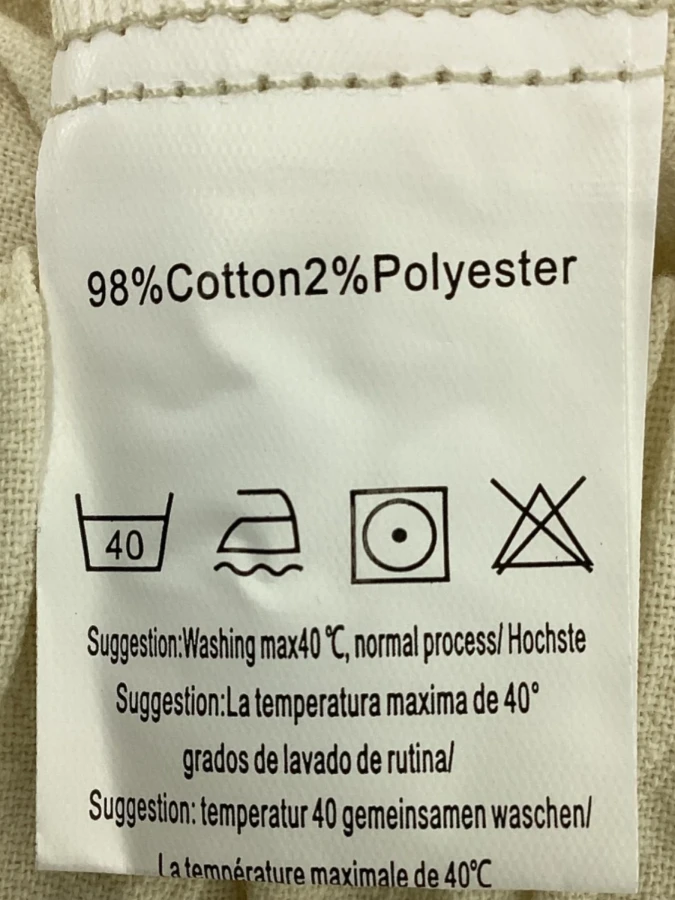 98%Cotton2%Polyester
40
Suggestion:Washing max40 ℃, normal process/ Hochste
Suggestion:La temperatura maxima de 40°
grados de lavado de rutina/
Suggestion: temperatur 40 gemeinsamen waschen/
La température maximale de 40℃